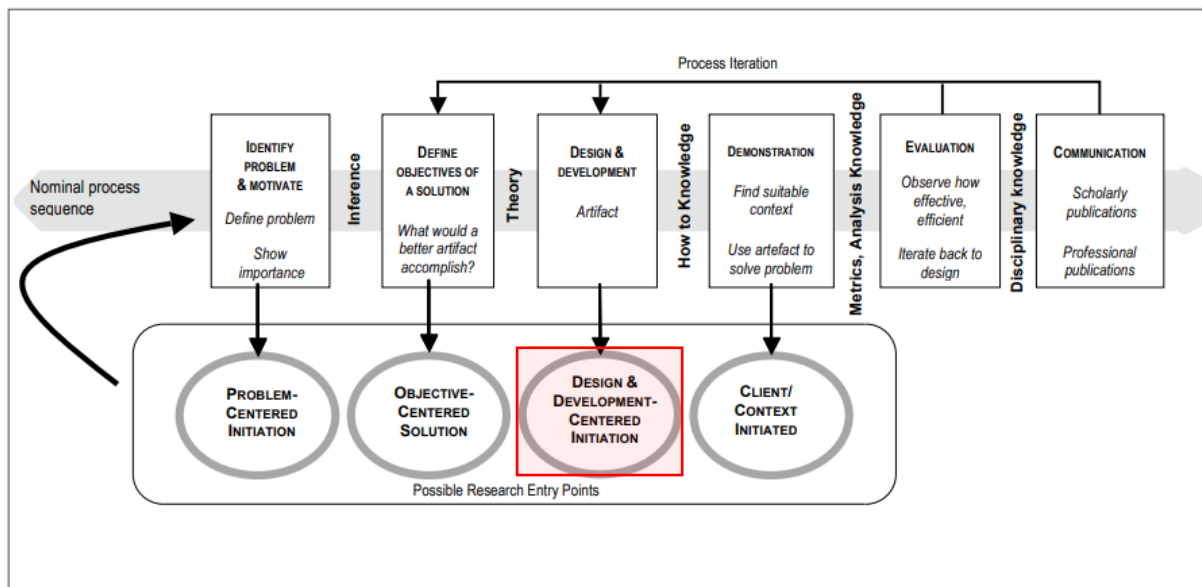 Process Iteration
Nominal process
sequence
IDENTIFY
PROBLEM
& MOTIVATE
Define problem
Show
importance
Inference
DEFINE
OBJECTIVES OF
A SOLUTION
What would a
better artifact
accomplish?
Theory
DESIGN &
DEVELOPMENT
Artifact
How to Knowledge
DEMONSTRATION
Find suitable
context
Use artefact to
solve problem
Metrics, Analysis Knowledge
EVALUATION
Observe how
effective,
efficient
Iterate back to
design
Disciplinary knowledge
COMMUNICATION
Scholarly
publications
Professional
publications
PROBLEM-
CENTERED
INITIATION
OBJECTIVE-
CENTERED
SOLUTION
DESIGN &
DEVELOPMENT-
CENTERED
INITIATION
CLIENT/
CONTEXT
INITIATED
Possible Research Entry Points